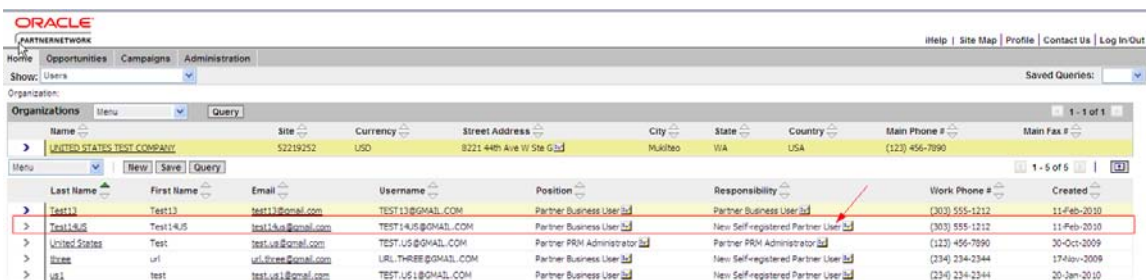 ORACLE
PARTNERNETWORK
iHelp | Site Map | Profile | Contact Us | Log In/Out
Home Opportunities Campaigns Administration
Show: Users Saved Queries:
Organization:
Organizations Menu Query 1 - 1 of 1
Name Site Currency Street Address City State Country Main Phone # Main Fax #
UNITED STATES TEST COMPANY 52219252 USD 8221 44th Ave W Ste G Mukilteo WA USA (123) 456-7890
Menu New Save Query 1 - 5 of 5
Last Name First Name Email Username Position Responsibility Work Phone # Created
Test13 Test13 test13@gmail.com TEST13@GMAIL.COM Partner Business User Partner Business User (303) 555-1212 11-Feb-2010
Test14US Test14US test14us@gmail.com TEST14US@GMAIL.COM Partner Business User New Self-registered Partner User (303) 555-1212 11-Feb-2010
United States Test test.us@gmail.com TEST.US@GMAIL.COM Partner PRM Administrator Partner PRM Administrator (123) 456-7890 30-Oct-2009
three url url.three@gmail.com URL.THREE@GMAIL.COM Partner Business User New Self-registered Partner User (234) 234-2344 17-Nov-2009
us1 test test.us1@gmail.com TEST.US1@GMAIL.COM Partner Business User New Self-registered Partner User (234) 234-2344 20-Jan-2010